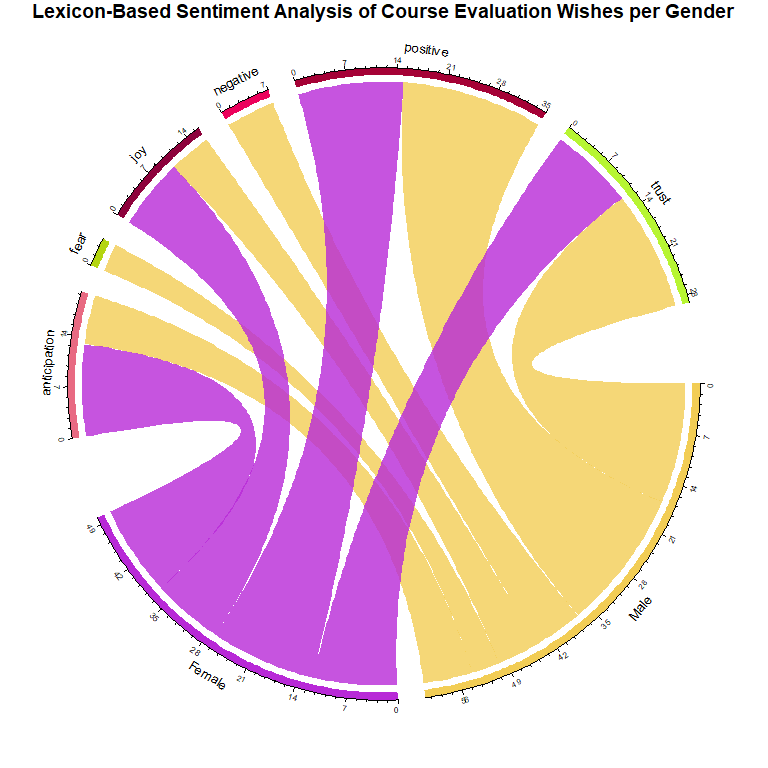 Lexicon-Based Sentiment Analysis of Course Evaluation Wishes per Gender
positive
0 7 14 21 28 35
trust
0 7 14 21 28
Male
0 7 14 21 28 35 42 49 56
Female
0 7 14 21 28 35 42 49
anticipation
0 7 14
fear
0
joy
0 7 14
negative
0 7